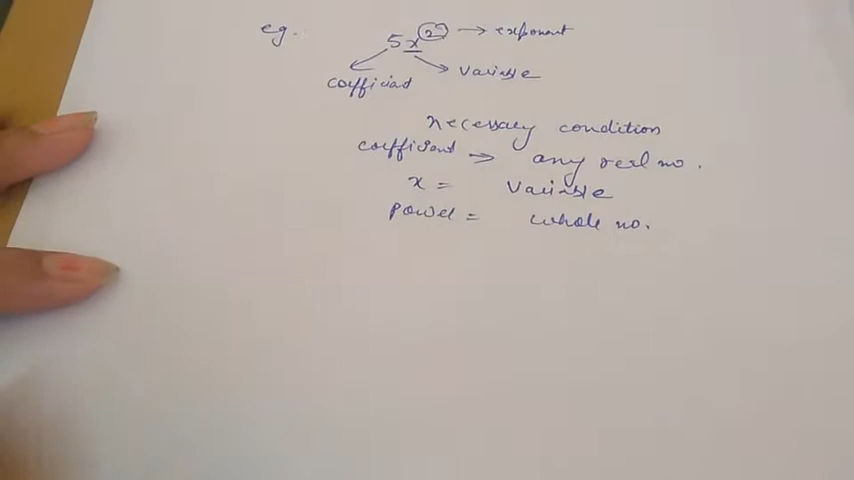 eg. 5x² → exponent
coefficient variable
necessary condition
coefficient → any real no.
x = Variable
Power = whole no.